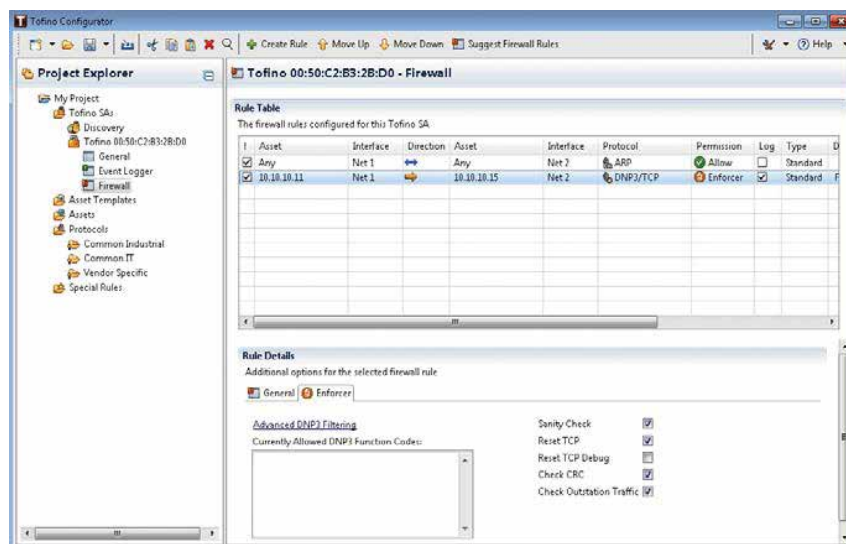 Tofino Configurator
Create Rule Move Up Move Down Suggest Firewall Rules Help
Project Explorer
My Project
Tofino SAs
Discovery
Tofino 00:50:C2:B3:2B:D0
General
Event Logger
Firewall
Asset Templates
Assets
Protocols
Common Industrial
Common IT
Vendor Specific
Special Rules
Tofino 00:50:C2:B3:2B:D0 - Firewall
Rule Table
The firewall rules configured for this Tofino SA
! Asset Interface Direction Asset Interface Protocol Permission Log Type D
Any Net 1 Any Net 2 ARP Allow Standard
10.10.10.11 Net 1 10.10.10.15 Net 2 DNP3/TCP Enforcer Standard F
Rule Details
Additional options for the selected firewall rule
General Enforcer
Advanced DNP3 Filtering
Currently Allowed DNP3 Function Codes:
Sanity Check
Reset TCP
Reset TCP Debug
Check CRC
Check Outstation Traffic